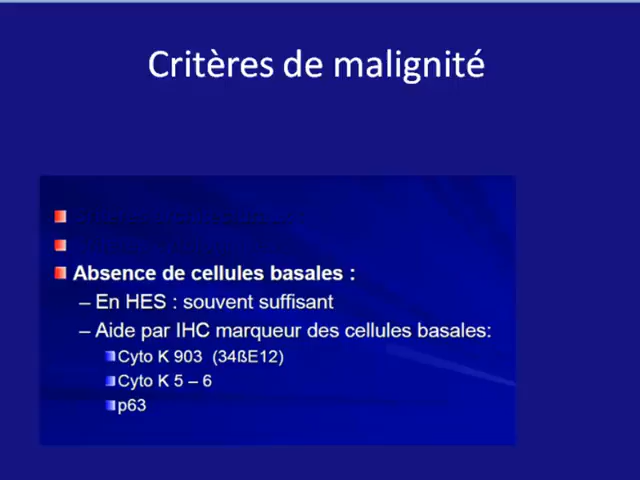 Critères de malignité
Absence de cellules basales :
– En HES : souvent suffisant
– Aide par IHC marqueur des cellules basales:
Cyto K 903 (34ßE12)
Cyto K 5 – 6
p63